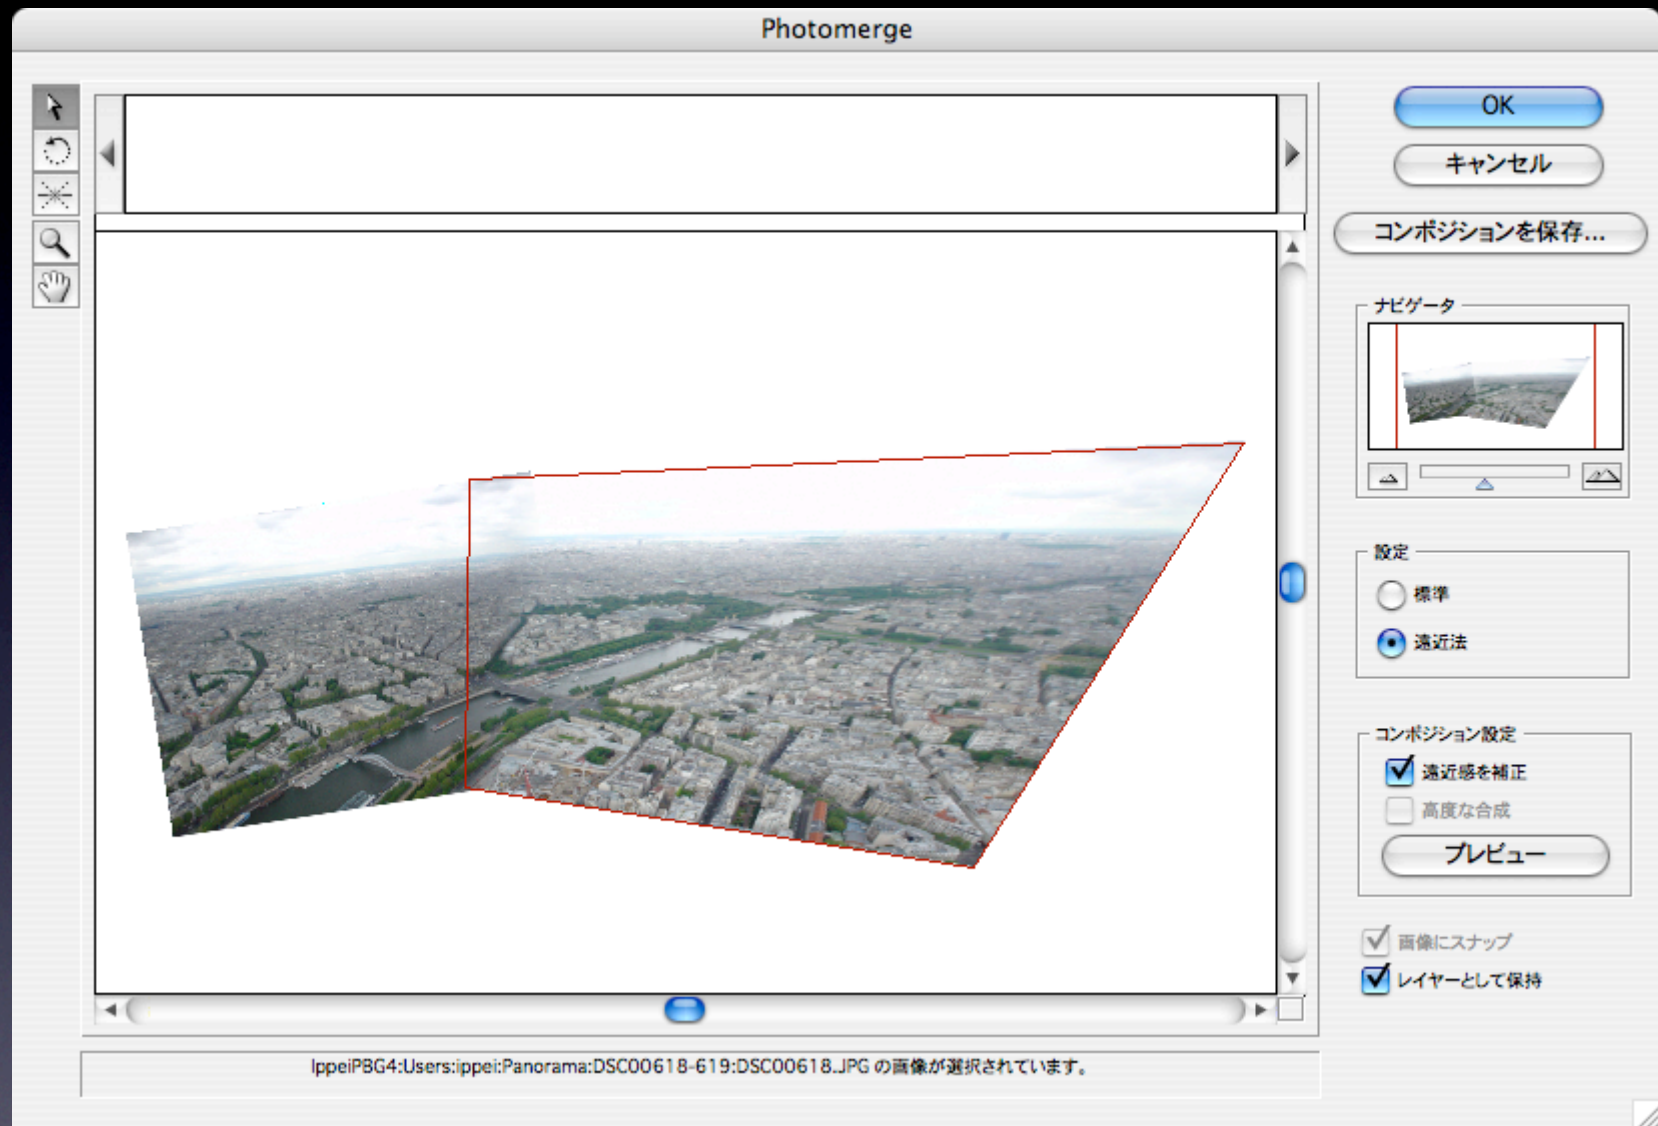 Photomerge
OK
キャンセル
コンポジションを保存...
ナビゲータ
設定
標準
遠近法
コンポジション設定
遠近感を補正
高度な合成
プレビュー
画像にスナップ
レイヤーとして保持
IppeiPBG4:Users:ippei:Panorama:DSC00618-619:DSC00618.JPG の画像が選択されています。